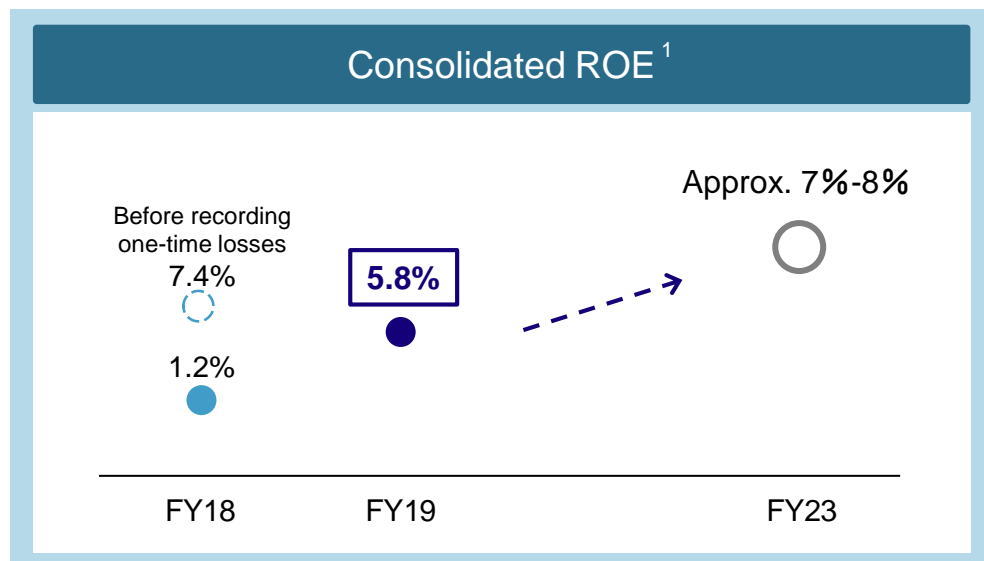 Consolidated ROE 1
Approx. 7%-8%
Before recording
one-time losses
7.4%
5.8%
1.2%
FY18
FY19
FY23